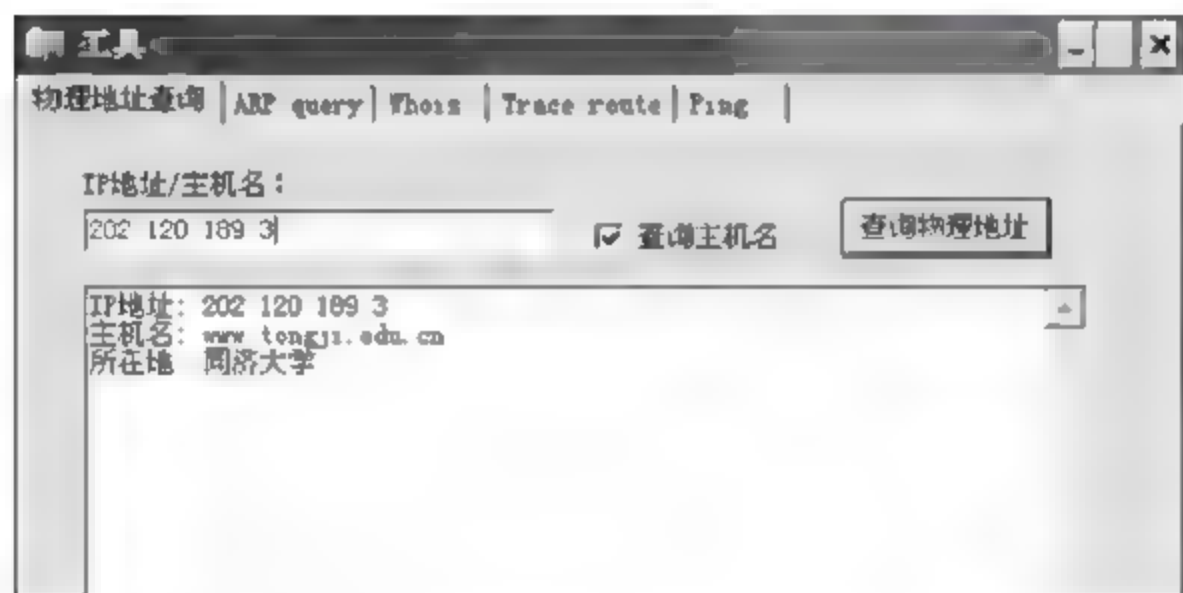 工具
物理地址查询 ARP query Whois Trace route Ping
IP地址/主机名:
202 120 189 3
查询主机名
查询物理地址
IP地址: 202 120 189 3
主机名: www tongji.edu.cn
所在地 同济大学